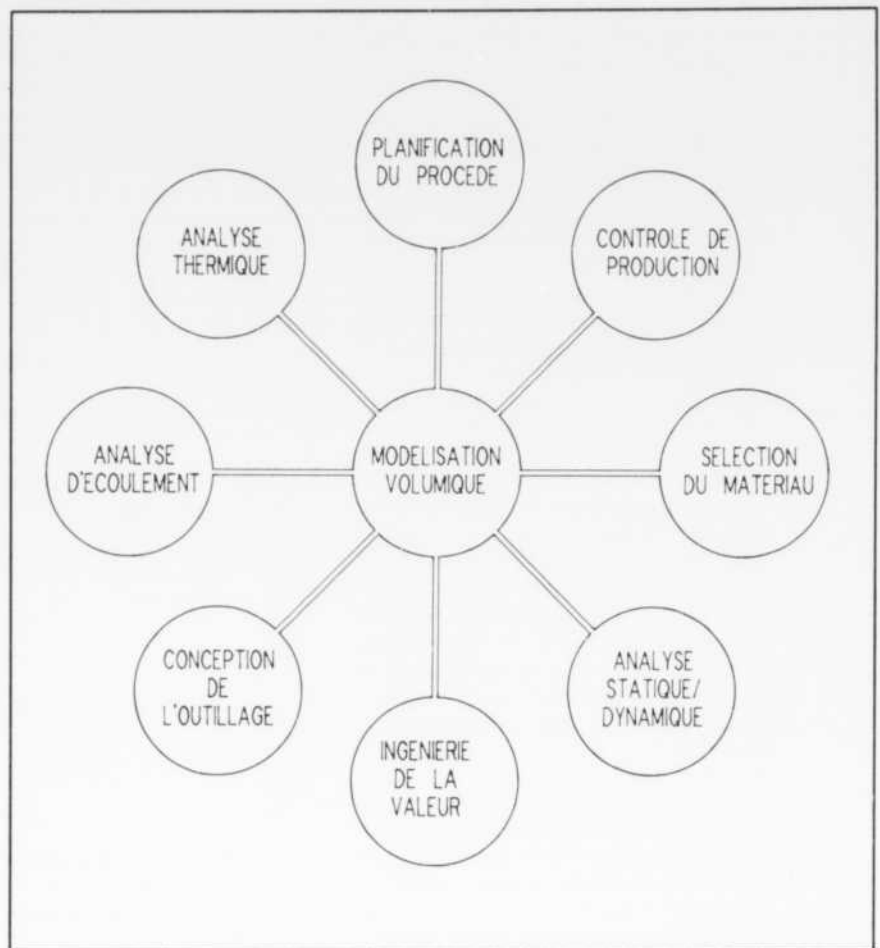 PLANIFICATION
DU PROCEDE
ANALYSE
THERMIQUE
CONTROLE DE
PRODUCTION
ANALYSE
D'ECOULEMENT
MODELISATION
VOLUMIQUE
SELECTION
DU MATERIAU
CONCEPTION
DE
L'OUTILLAGE
ANALYSE
STATIQUE/
DYNAMIQUE
INGENIERIE
DE LA
VALEUR